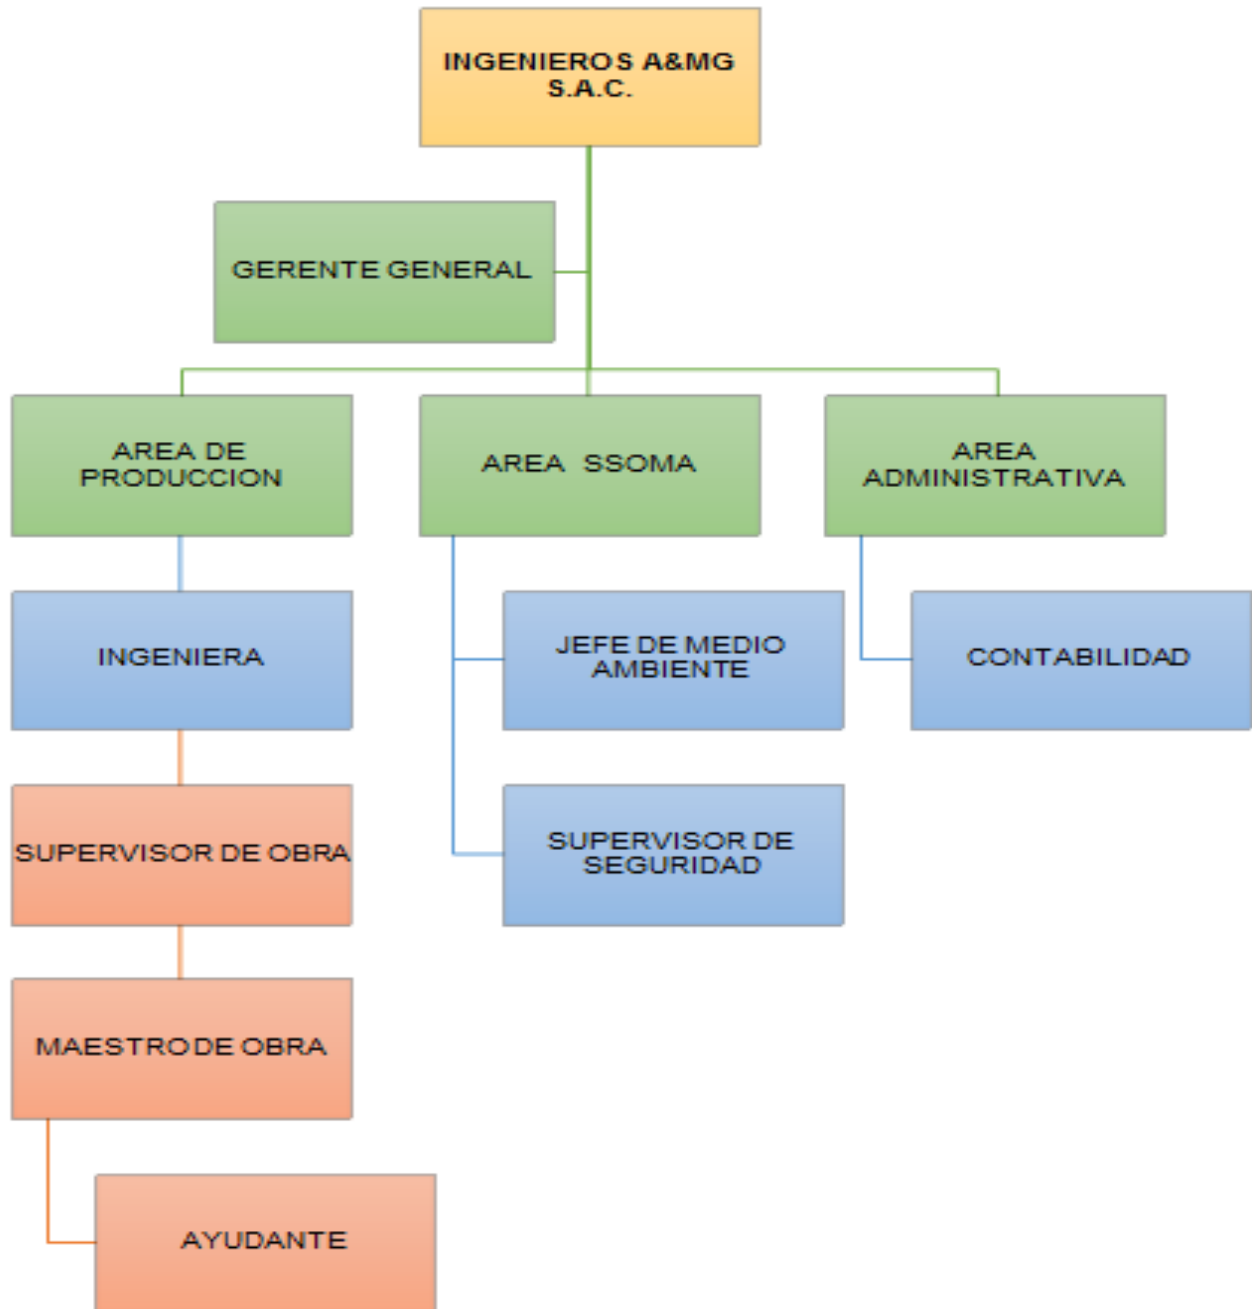 INGENIEROS A&MG
S.A.C.
GERENTE GENERAL
AREA DE
PRODUCCION
AREA SSOMA
AREA
ADMINISTRATIVA
INGENIERA
JEFE DE MEDIO
AMBIENTE
CONTABILIDAD
SUPERVISOR DE OBRA
SUPERVISOR DE
SEGURIDAD
MAESTRO DE OBRA
AYUDANTE